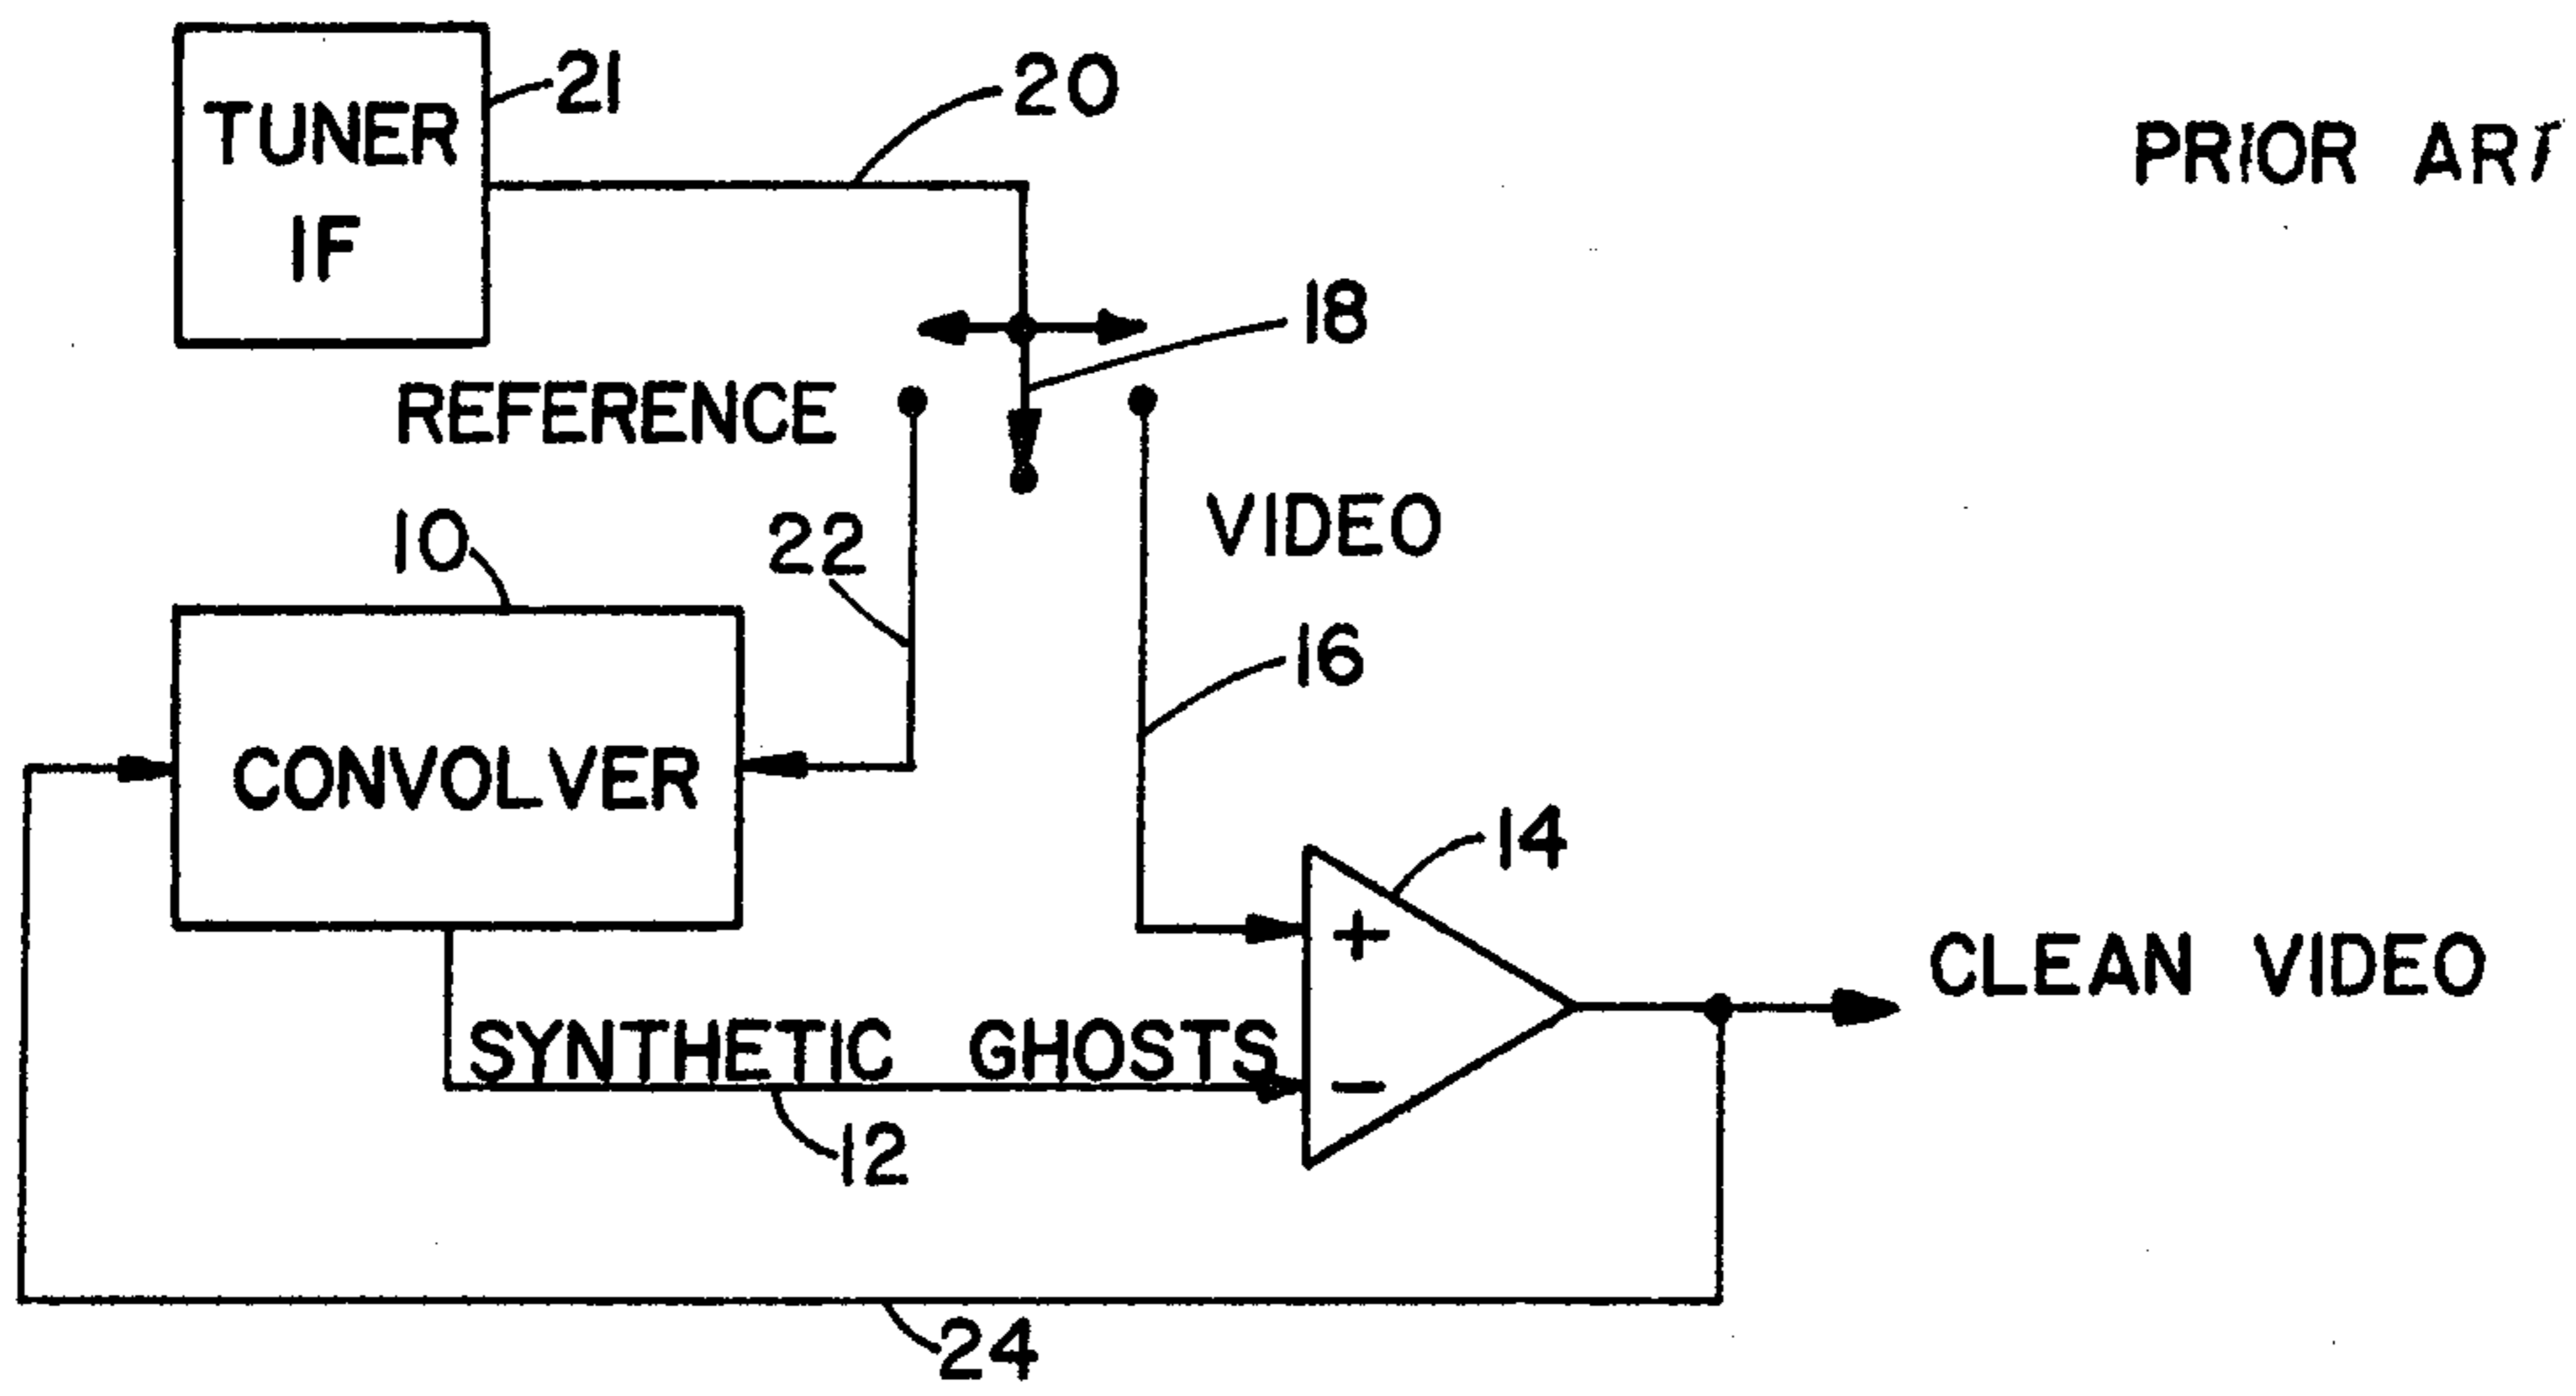 TUNER
IF
21
20
PRIOR ART
18
REFERENCE
VIDEO
10
22
16
CONVOLVER
14
+
CLEAN VIDEO
SYNTHETIC GHOSTS
-
12
24